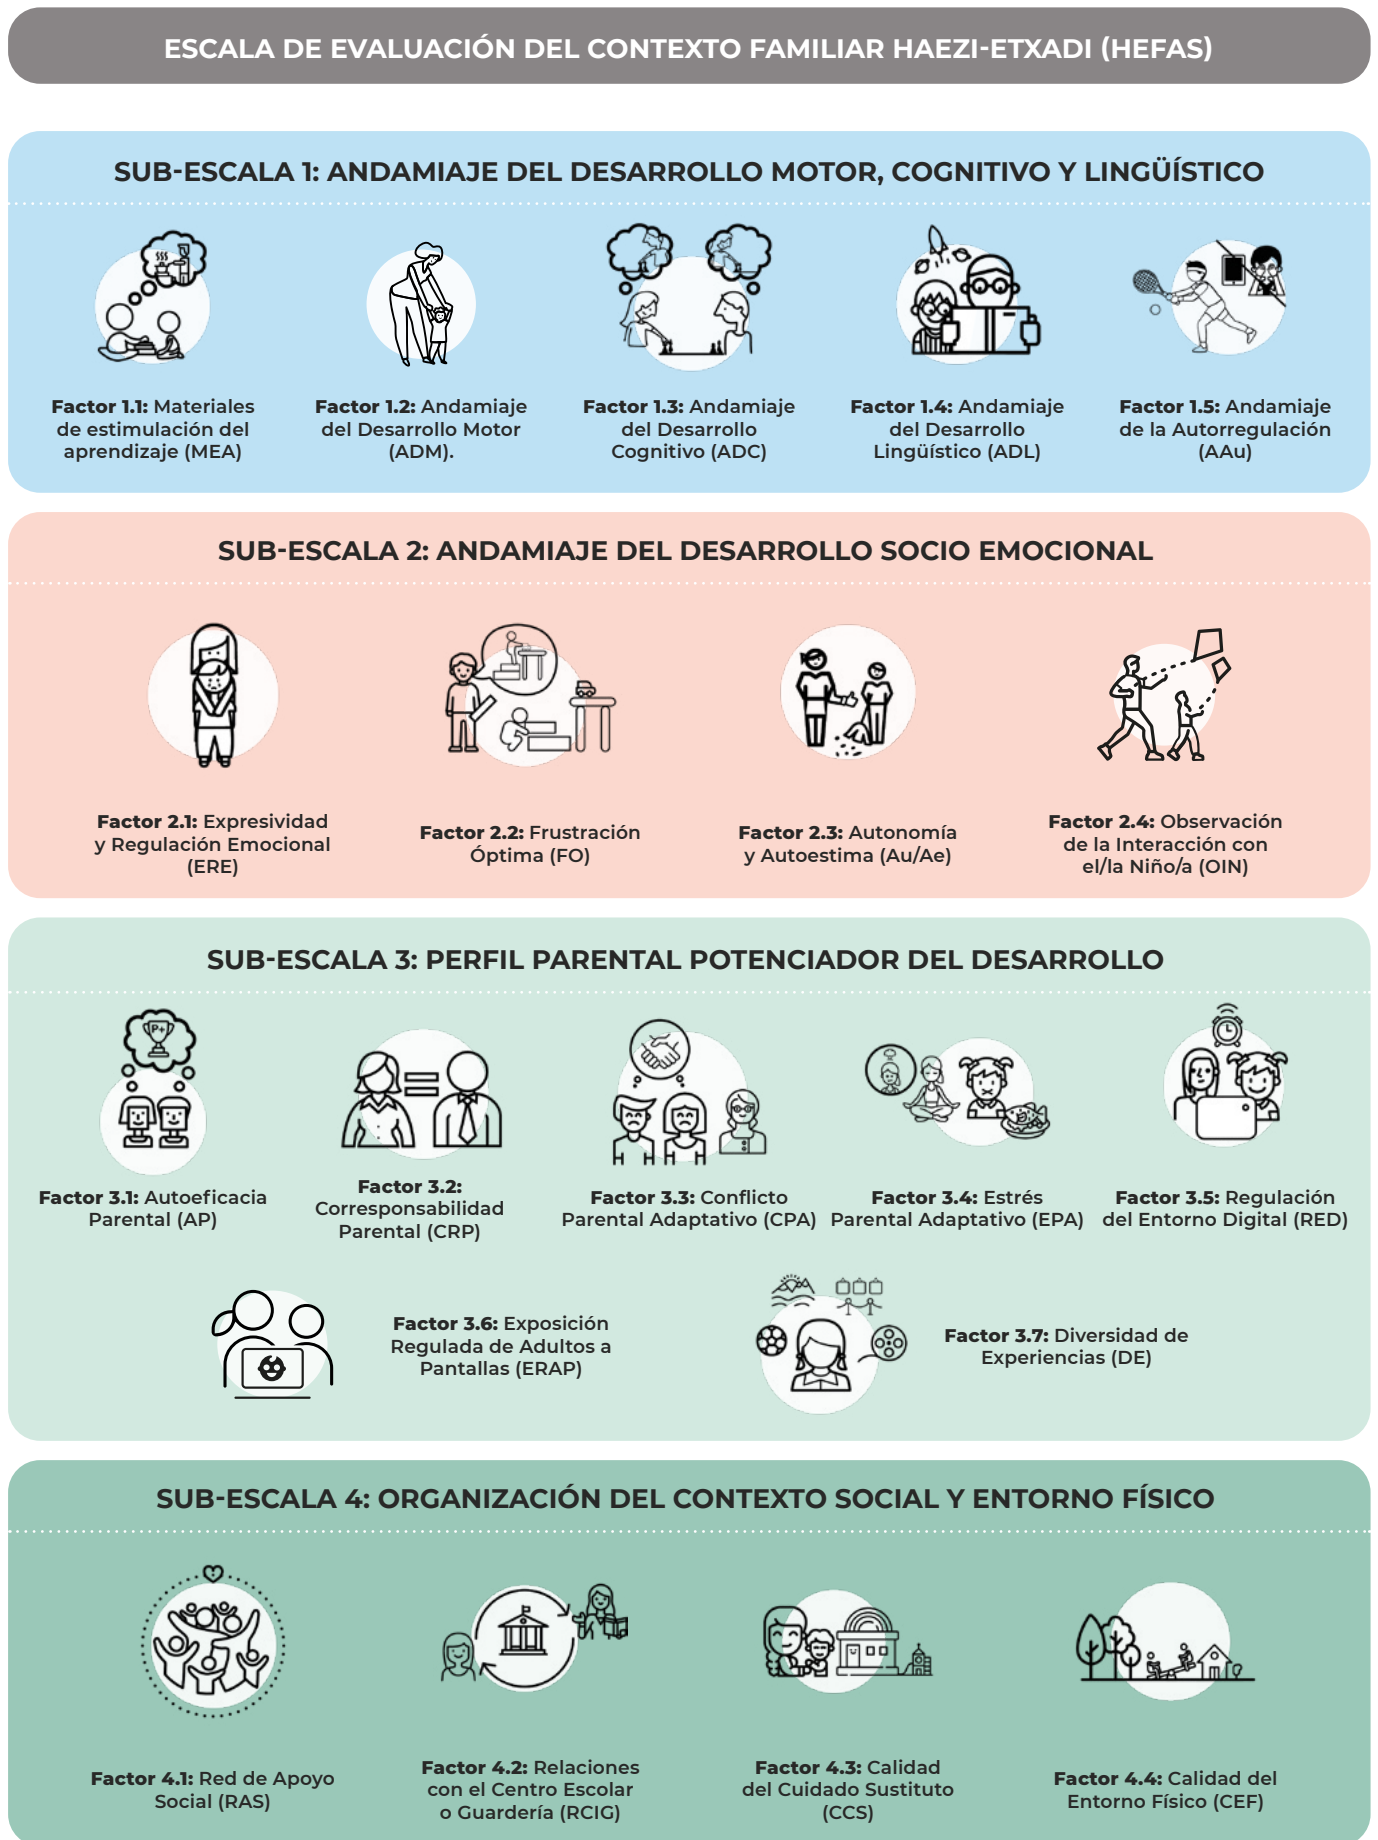 ESCALA DE EVALUACIÓN DEL CONTEXTO FAMILIAR HAEZI-ETXADI (HEFAS)
SUB-ESCALA 1: ANDAMIAJE DEL DESARROLLO MOTOR, COGNITIVO Y LINGÜÍSTICO
Factor 1.1: Materiales
de estimulación del
aprendizaje (MEA)
Factor 1.2: Andamiaje
del Desarrollo Motor
(ADM).
Factor 1.3: Andamiaje
del Desarrollo
Cognitivo (ADC)
Factor 1.4: Andamiaje
del Desarrollo
Lingüístico (ADL)
Factor 1.5: Andamiaje
de la Autorregulación
(AAu)
SUB-ESCALA 2: ANDAMIAJE DEL DESARROLLO SOCIO EMOCIONAL
Factor 2.1: Expresividad
y Regulación Emocional
(ERE)
Factor 2.2: Frustración
Óptima (FO)
Factor 2.3: Autonomía
y Autoestima (Au/Ae)
Factor 2.4: Observación
de la Interacción con
el/la Niño/a (OIN)
SUB-ESCALA 3: PERFIL PARENTAL POTENCIADOR DEL DESARROLLO
P+
Factor 3.1: Autoeficacia
Parental (AP)
Factor 3.2:
Corresponsabilidad
Parental (CRP)
Factor 3.3: Conflicto
Parental Adaptativo (CPA)
Factor 3.4: Estrés
Parental Adaptativo (EPA)
Factor 3.5: Regulación
del Entorno Digital (RED)
Factor 3.6: Exposición
Regulada de Adultos a
Pantallas (ERAP)
Factor 3.7: Diversidad de
Experiencias (DE)
SUB-ESCALA 4: ORGANIZACIÓN DEL CONTEXTO SOCIAL Y ENTORNO FÍSICO
Factor 4.1: Red de Apoyo
Social (RAS)
Factor 4.2: Relaciones
con el Centro Escolar
o Guardería (RCIG)
Factor 4.3: Calidad
del Cuidado Sustituto
(CCS)
Factor 4.4: Calidad del
Entorno Físico (CEF)